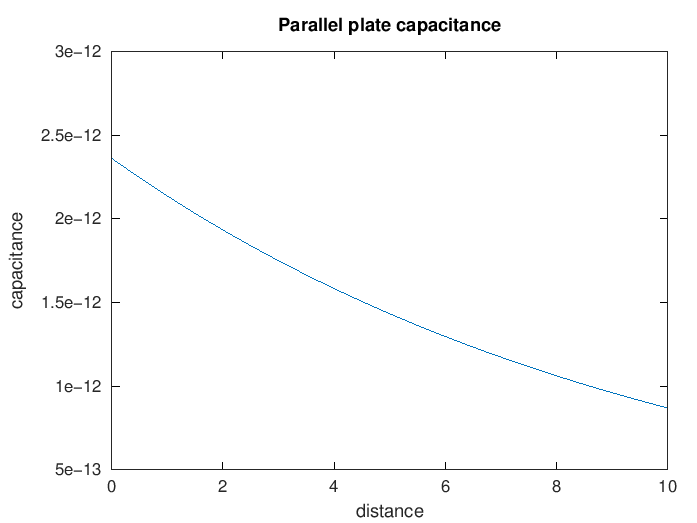 Parallel plate capacitance
3e−12
2.5e−12
2e−12
1.5e−12
1e−12
5e−13
capacitance
0 2 4 6 8 10
distance